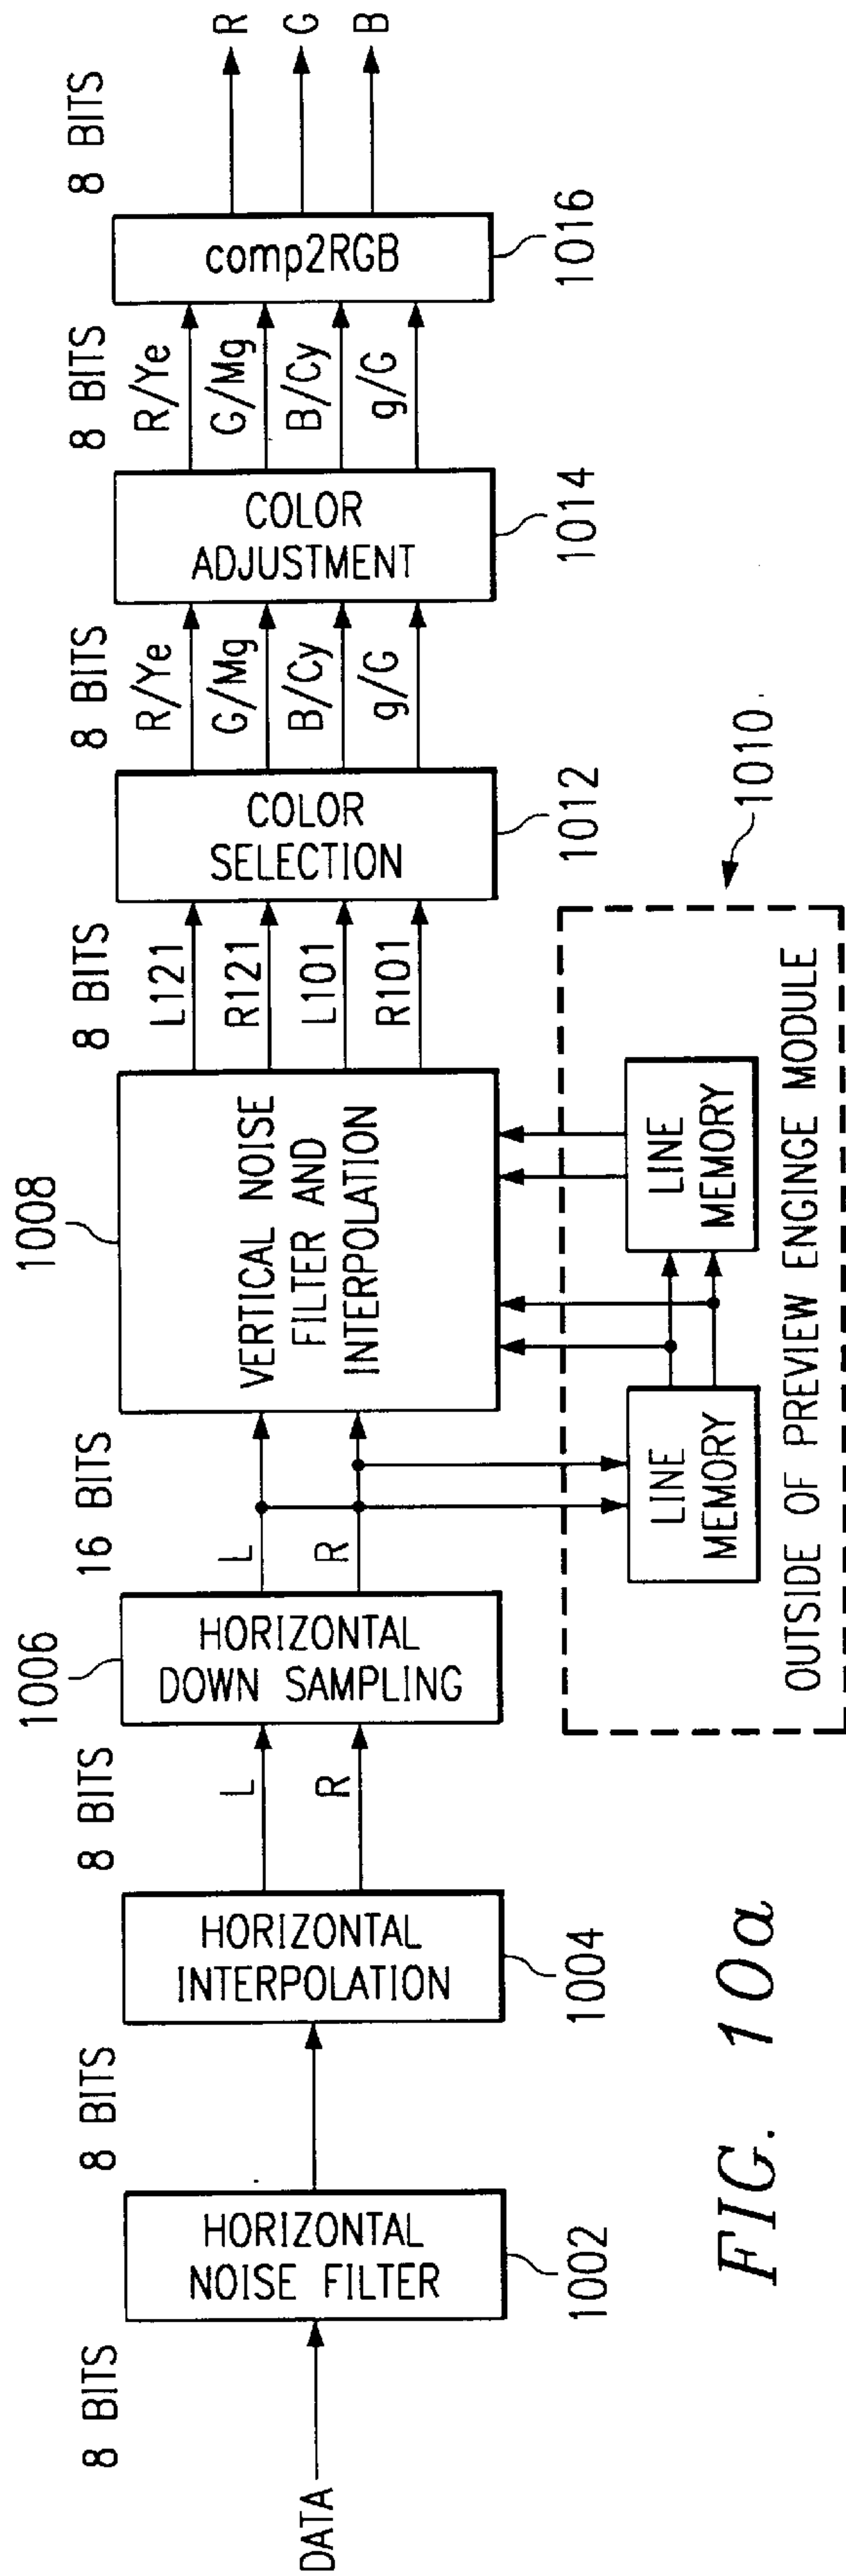 DATA
8 BITS
HORIZONTAL
NOISE FILTER
1002
8 BITS
HORIZONTAL
INTERPOLATION
1004
8 BITS
L
R
1006
HORIZONTAL
DOWN SAMPLING
16 BITS
L
R
1008
VERTICAL NOISE
FILTER AND
INTERPOLATION
LINE
MEMORY
LINE
MEMORY
OUTSIDE OF PREVIEW ENGINGE MODULE
1010
8 BITS
L121
R121
L101
R101
COLOR
SELECTION
1012
8 BITS
R/Ye
G/Mg
B/Cy
g/G
COLOR
ADJUSTMENT
1014
8 BITS
R/Ye
G/Mg
B/Cy
g/G
comp2RGB
1016
8 BITS
R
G
B
FIG. 10a